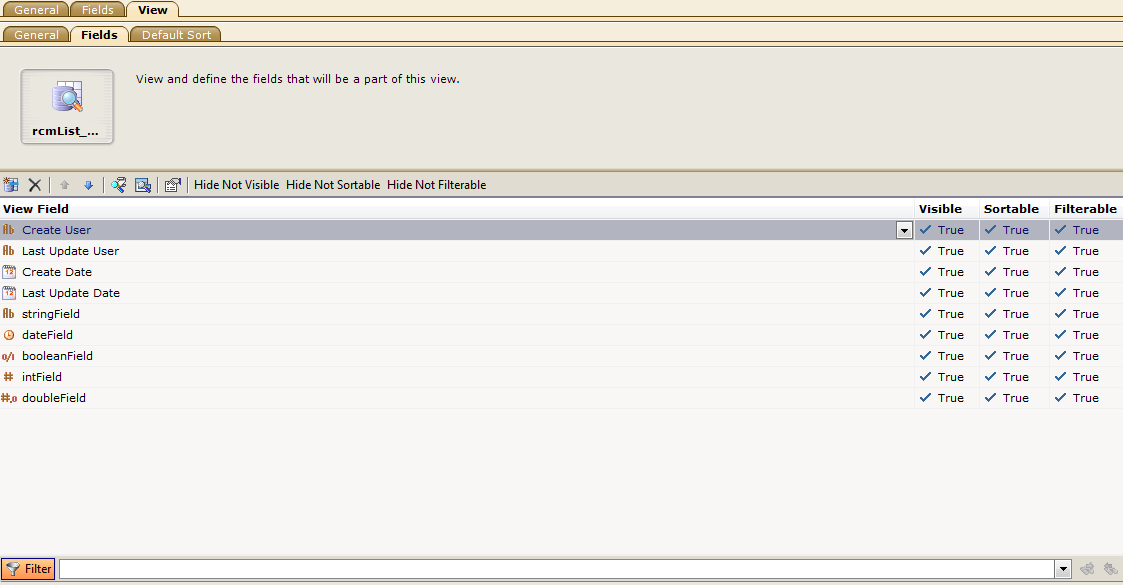 General Fields View
General Fields Default Sort
View and define the fields that will be a part of this view.
rcmList_...
Hide Not Visible Hide Not Sortable Hide Not Filterable
View Field Visible Sortable Filterable
Create User True True True
Last Update User True True True
Create Date True True True
Last Update Date True True True
stringField True True True
dateField True True True
booleanField True True True
intField True True True
doubleField True True True
Filter